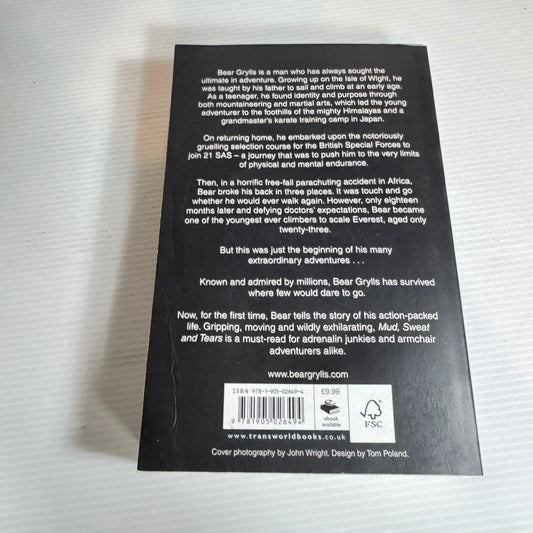 Bear Grylls is a man who has always sought the
ultimate in adventure. Growing up on the Isle of Wight, he
was taught by his father to sail and climb at an early age.
As a teenager, he found identity and purpose through
both mountaineering and martial arts, which led the young
adventurer to the foothills of the mighty Himalayas and a
grandmaster's karate training camp in Japan.
On returning home, he embarked upon the notoriously
gruelling selection course for the British Special Forces to
join 21 SAS – a journey that was to push him to the very limits
of physical and mental endurance.
Then, in a horrific free-fall parachuting accident in Africa,
Bear broke his back in three places. It was touch and go
whether he would ever walk again. However, only eighteen
months later and defying doctors' expectations, Bear became
one of the youngest ever climbers to scale Everest, aged only
twenty-three.
But this was just the beginning of his many
extraordinary adventures . . .
Known and admired by millions, Bear Grylls has survived
where few would dare to go.
Now, for the first time, Bear tells the story of his action-packed
life. Gripping, moving and wildly exhilarating, Mud, Sweat
and Tears is a must-read for adrenalin junkies and armchair
adventurers alike.
www.beargrylls.com
ISBN 978-1-905-02649-4
9 781905 026494
£9.99
ebook
available
FSC
www.transworldbooks.co.uk
Cover photography by John Wright. Design by Tom Poland.